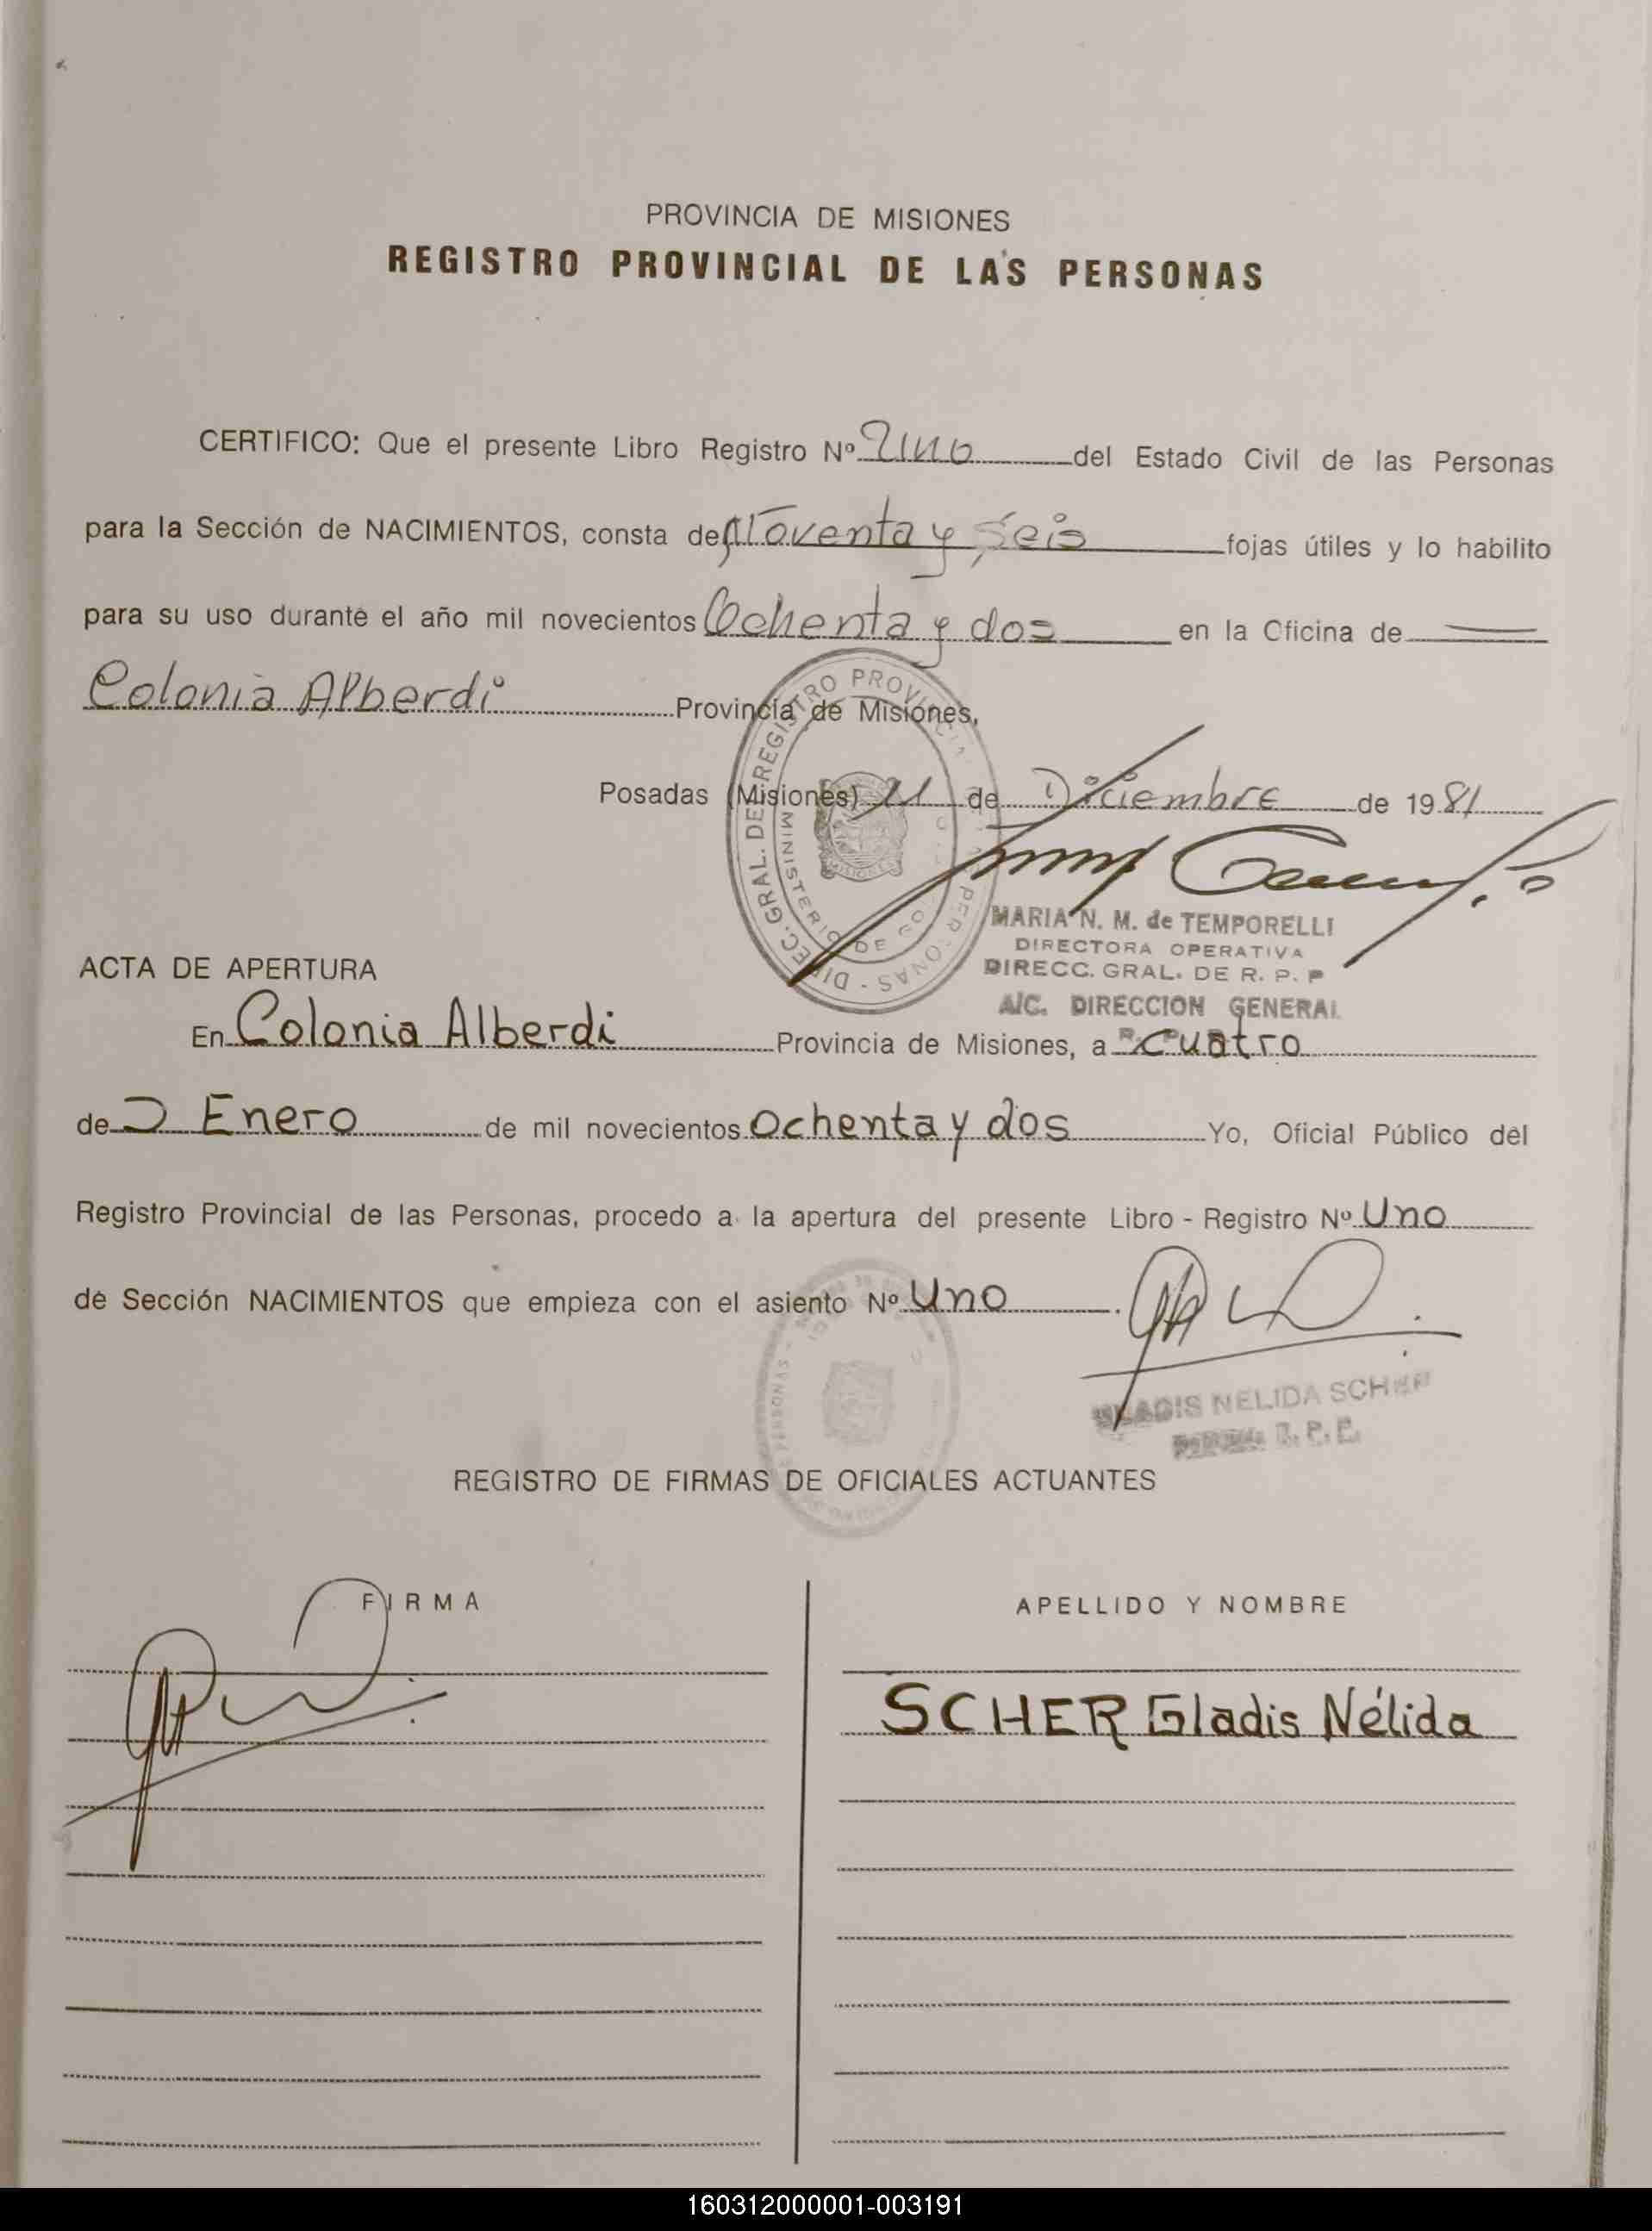 PROVINCIA DE MISIONES
REGISTRO PROVINCIAL DE LAS PERSONAS
CERTIFICO: Que el presente Libro Registro Nº Uno del Estado Civil de las Personas
para la Sección de NACIMIENTOS, consta de Noventa y Seis fojas útiles y lo habilito
para su uso durante el año mil novecientos Ochenta y dos en la Oficina de
Colonia Alberdi Provincia de Misiones,
Posadas (Misiones) 11 de Diciembre de 1981
MARIA N. M. de TEMPORELLI
DIRECTORA OPERATIVA
DIRECC. GRAL. DE R. P. P
A/C. DIRECCION GENERAL
ACTA DE APERTURA
En Colonia Alberdi Provincia de Misiones, a cuatro
de Enero de mil novecientos Ochenta y dos Yo, Oficial Público del
Registro Provincial de las Personas, procedo a la apertura del presente Libro - Registro Nº Uno
de Sección NACIMIENTOS que empieza con el asiento Nº Uno.
GLADIS NELIDA SCHER
REGISTRO DE FIRMAS DE OFICIALES ACTUANTES
FIRMA APELLIDO Y NOMBRE
SCHER Gladis Nélida
160312000001-003191